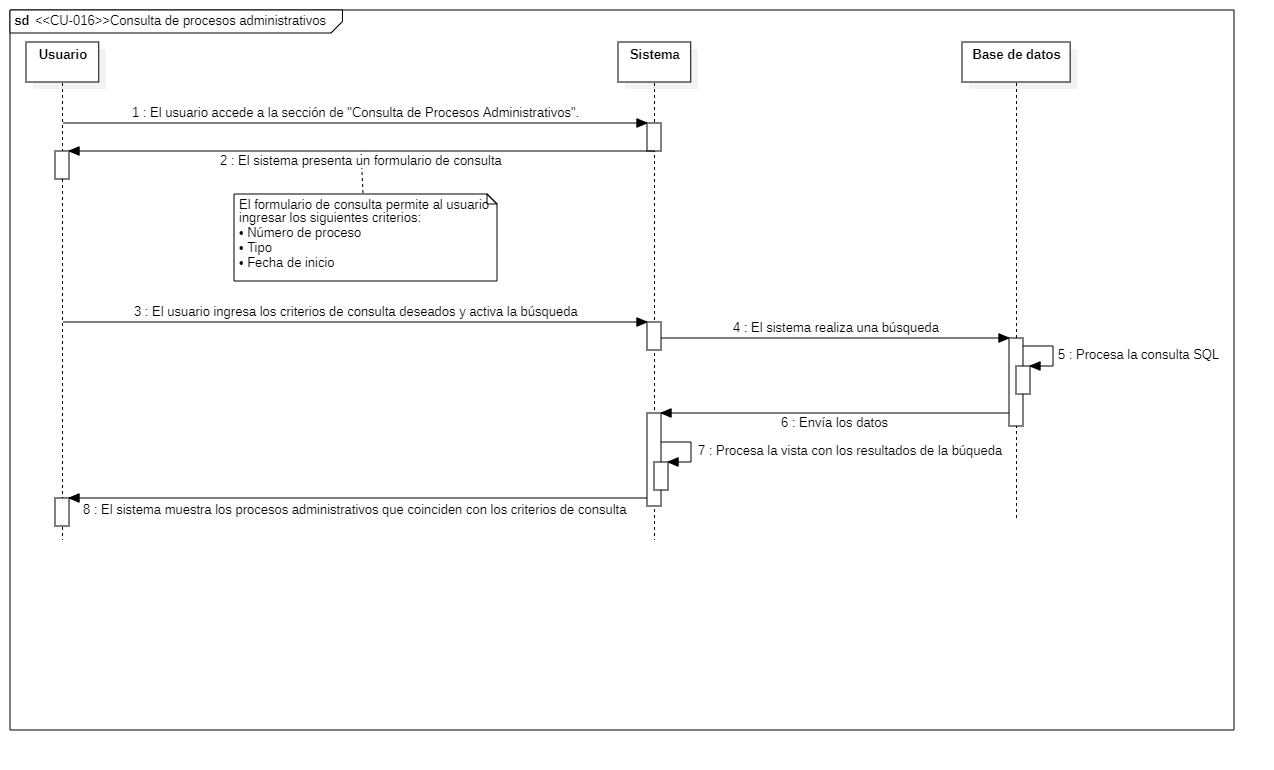 sd <<CU-016>>Consulta de procesos administrativos
Usuario
Sistema
Base de datos
1 : El usuario accede a la sección de "Consulta de Procesos Administrativos".
2 : El sistema presenta un formulario de consulta
El formulario de consulta permite al usuario
ingresar los siguientes criterios:
• Número de proceso
• Tipo
• Fecha de inicio
3 : El usuario ingresa los criterios de consulta deseados y activa la búsqueda
4 : El sistema realiza una búsqueda
5 : Procesa la consulta SQL
6 : Envía los datos
7 : Procesa la vista con los resultados de la búqueda
8 : El sistema muestra los procesos administrativos que coinciden con los criterios de consulta